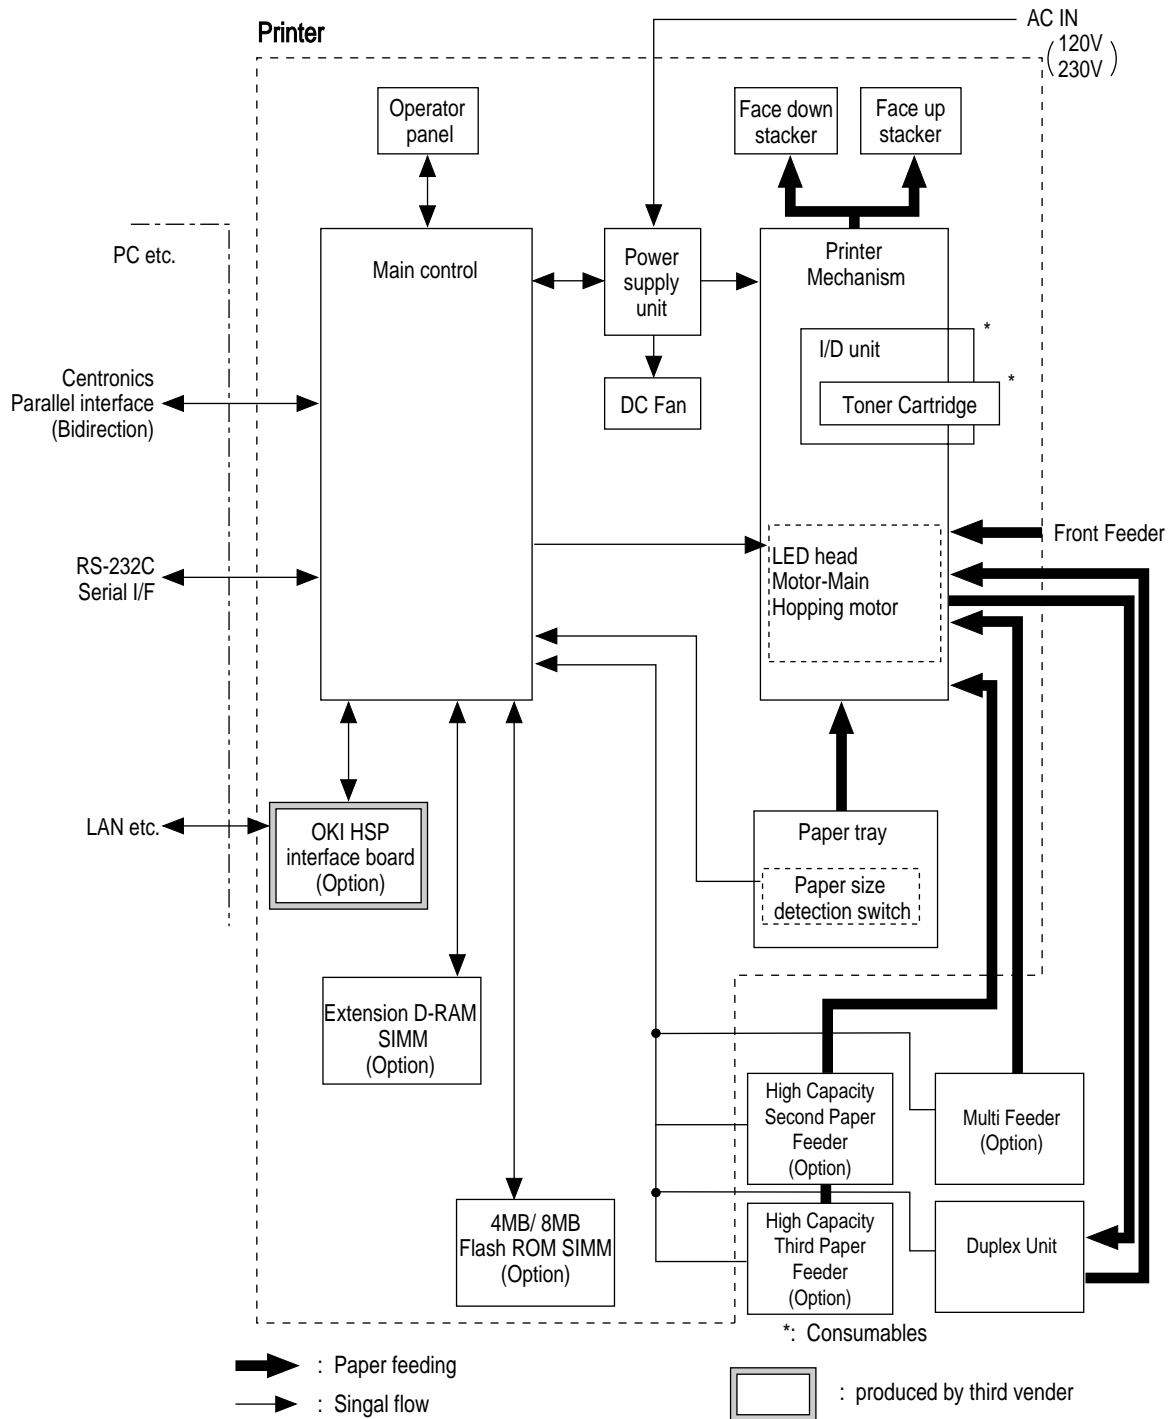 Printer
AC IN
(120V
230V)
Operator
panel
Face down
stacker
Face up
stacker
PC etc.
Main control
Power
supply
unit
Printer
Mechanism
*
I/D unit
*
Toner Cartridge
DC Fan
Centronics
Parallel interface
(Bidirection)
Front Feeder
LED head
Motor-Main
Hopping motor
RS-232C
Serial I/F
LAN etc.
OKI HSP
interface board
(Option)
Paper tray
Paper size
detection switch
Extension D-RAM
SIMM
(Option)
High Capacity
Second Paper
Feeder
(Option)
Multi Feeder
(Option)
4MB/ 8MB
Flash ROM SIMM
(Option)
High Capacity
Third Paper
Feeder
(Option)
Duplex Unit
*: Consumables
: Paper feeding
: Singal flow
: produced by third vender